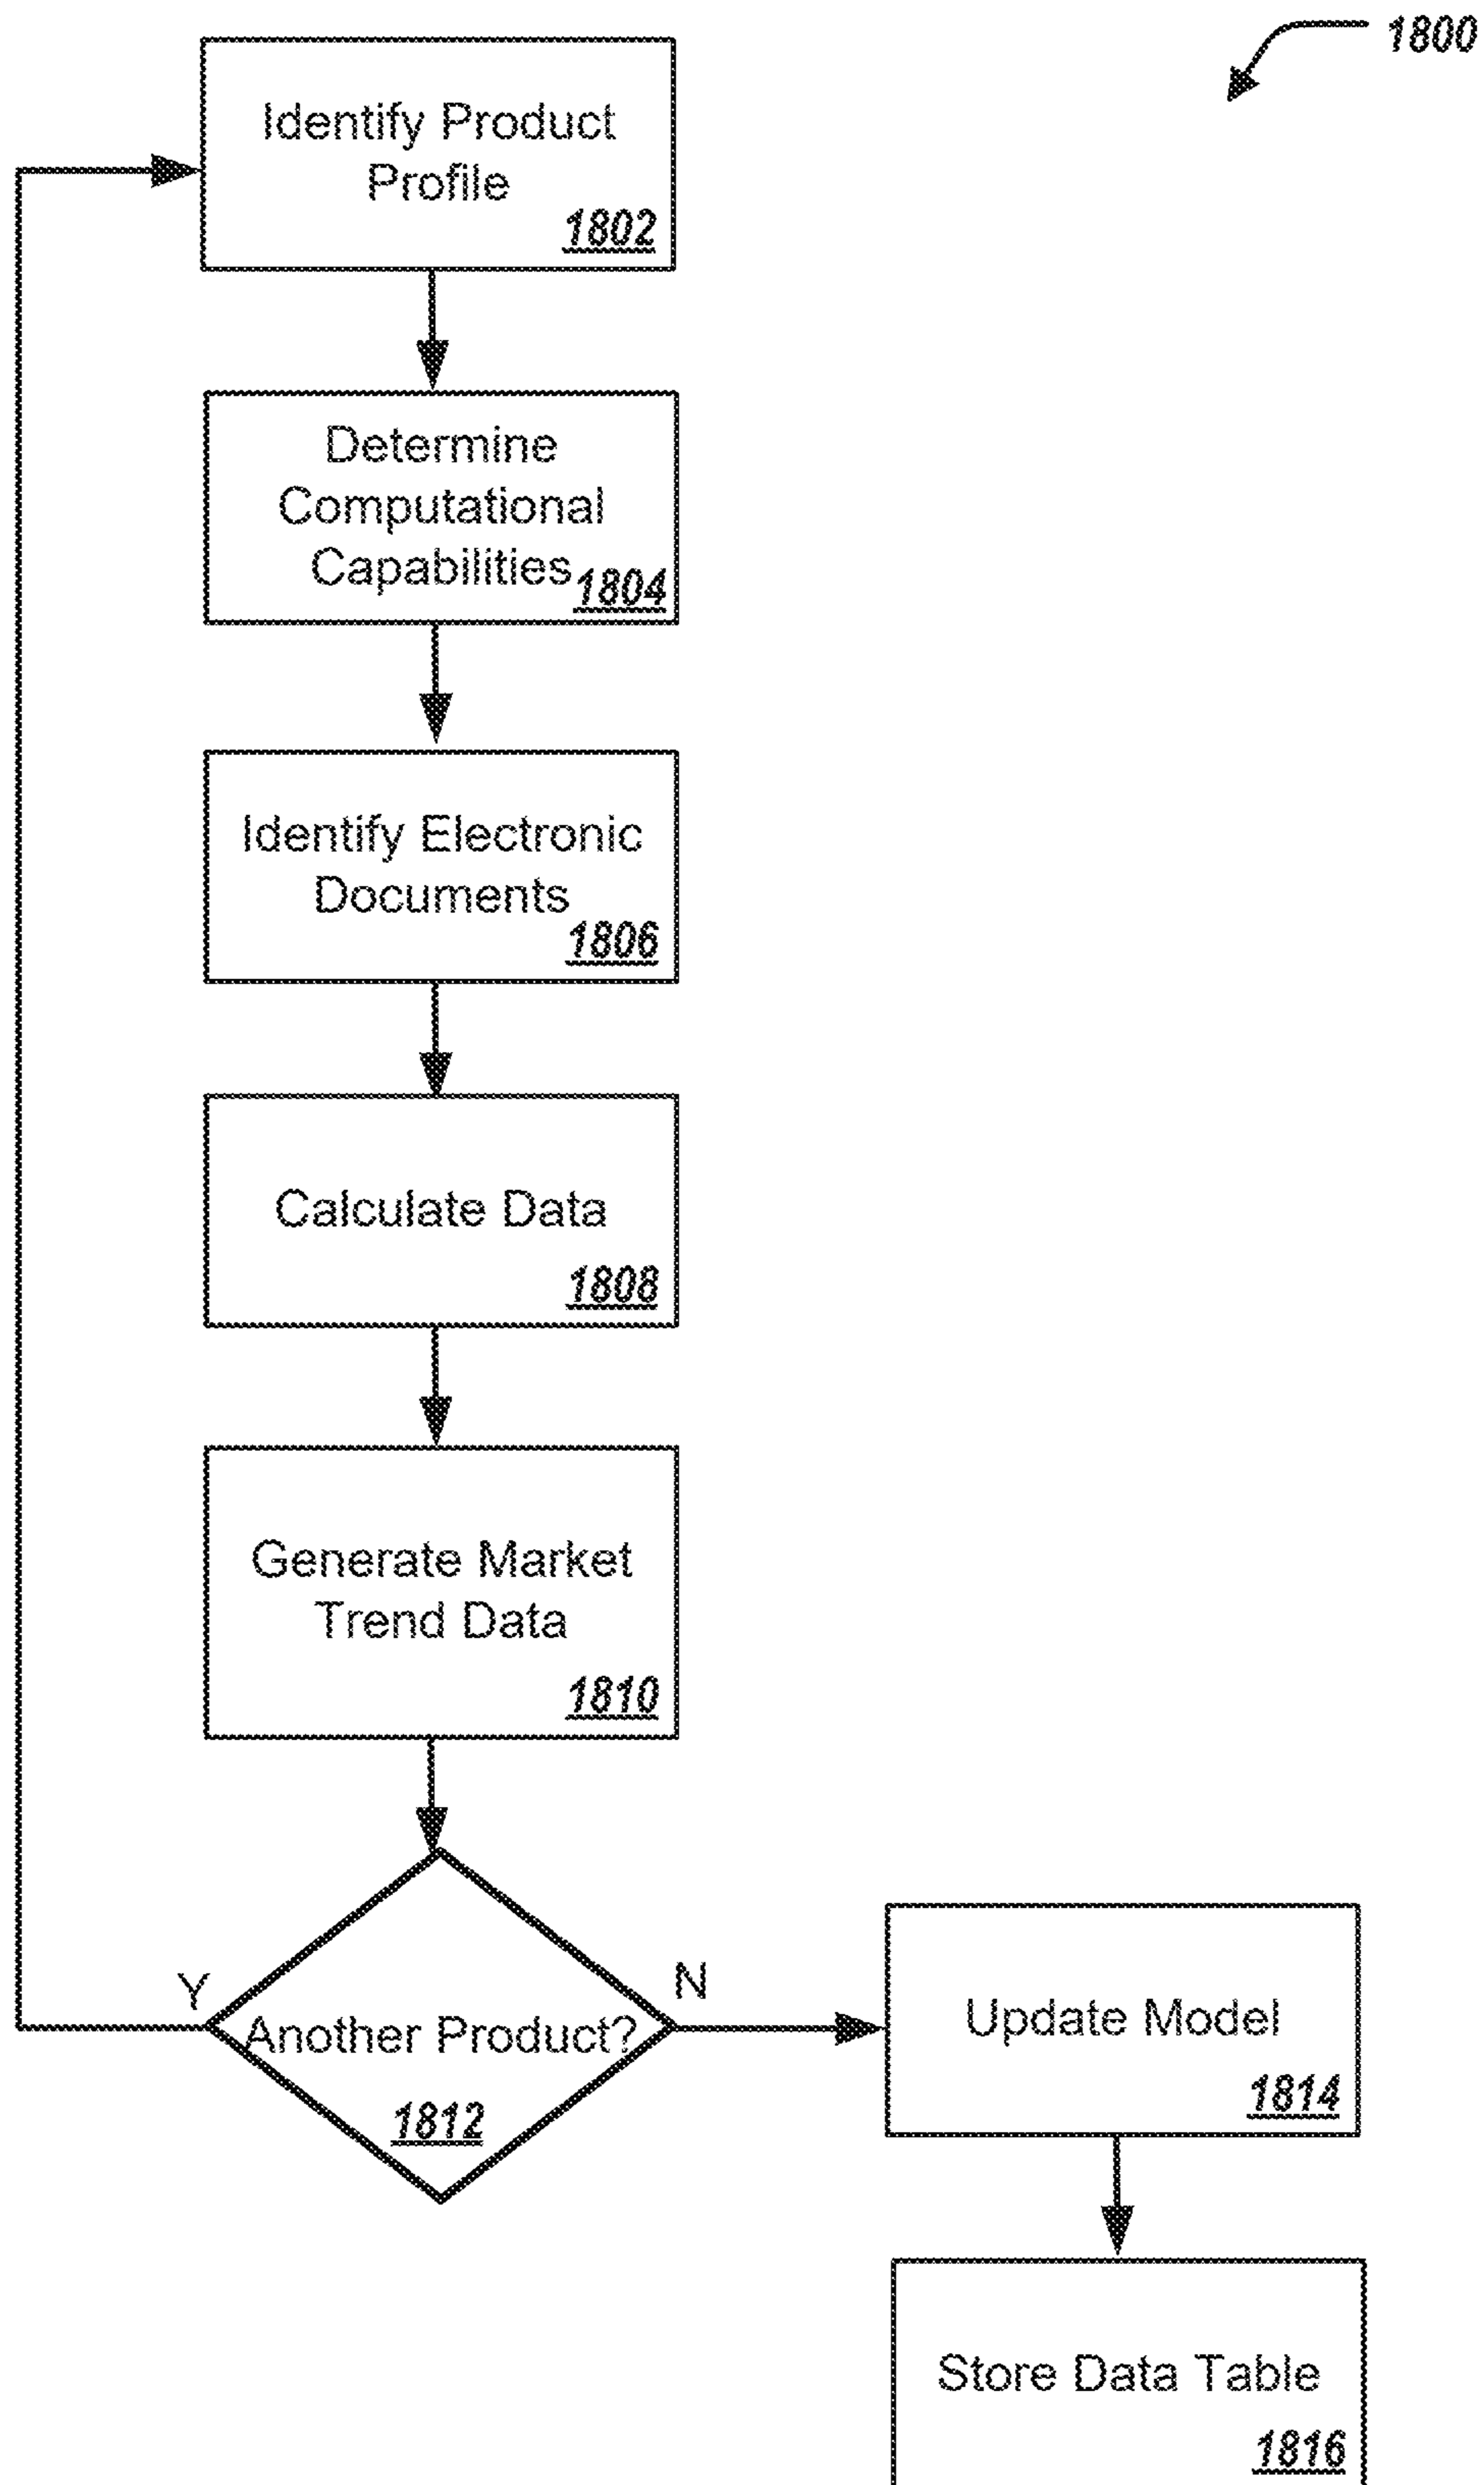 1800
Identify Product
Profile
1802
Determine
Computational
Capabilities
1804
Identify Electronic
Documents
1806
Calculate Data
1808
Generate Market
Trend Data
1810
Y
N
Another Product?
1812
Update Model
1814
Store Data Table
1816